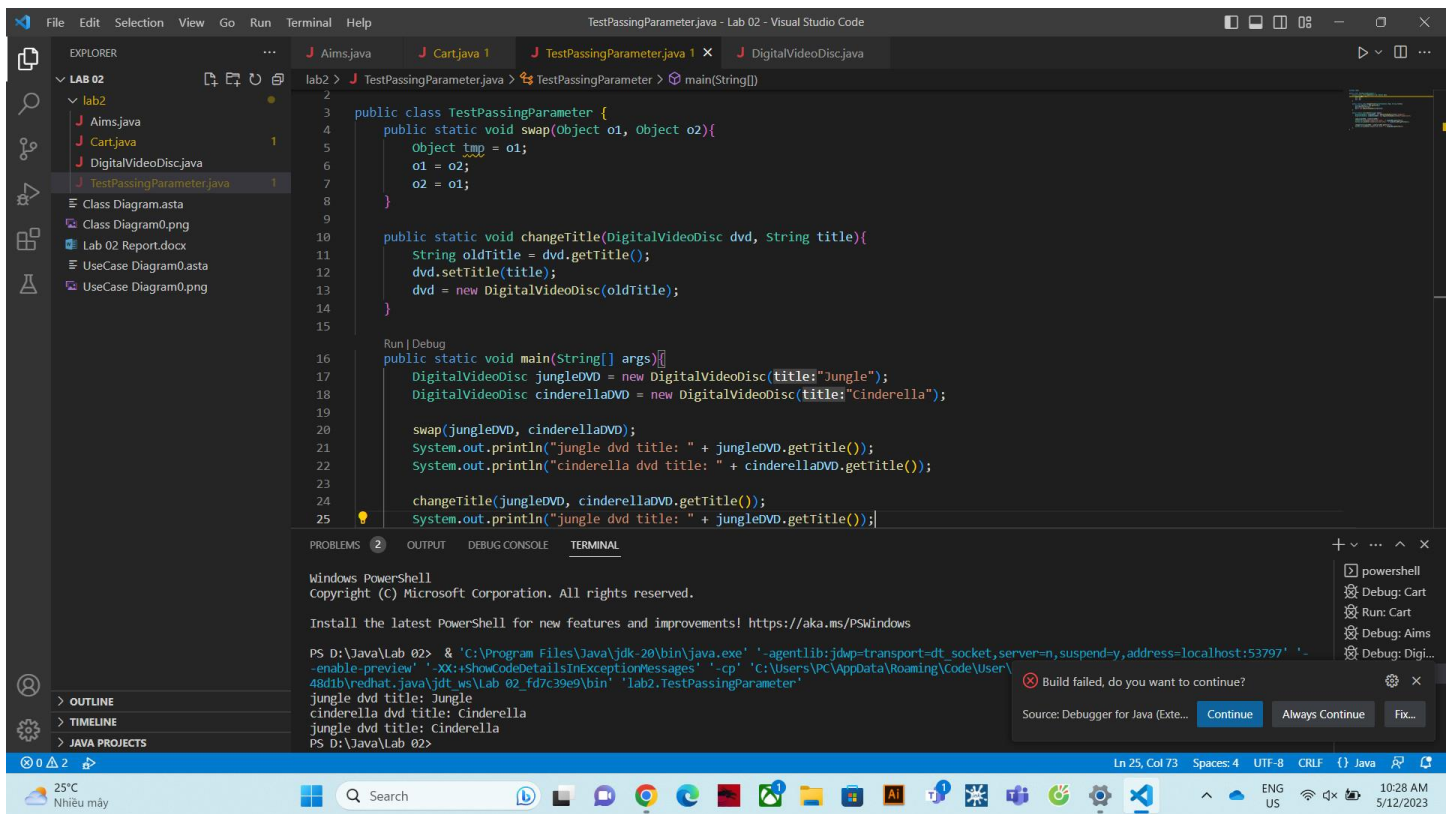 File Edit Selection View Go Run Terminal Help
TestPassingParameter.java - Lab 02 - Visual Studio Code
EXPLORER
LAB 02
lab2
Aims.java
Cart.java 1
DigitalVideoDisc.java
TestPassingParameter.java 1
Class Diagram.asta
Class Diagram0.png
Lab 02 Report.docx
UseCase Diagram0.asta
UseCase Diagram0.png
OUTLINE
TIMELINE
JAVA PROJECTS
Aims.java Cart.java 1 TestPassingParameter.java 1 DigitalVideoDisc.java
lab2 > TestPassingParameter.java > TestPassingParameter > main(String[])
2
3 public class TestPassingParameter {
4 public static void swap(Object o1, Object o2){
5 Object tmp = o1;
6 o1 = o2;
7 o2 = o1;
8 }
9
10 public static void changeTitle(DigitalVideoDisc dvd, String title){
11 String oldTitle = dvd.getTitle();
12 dvd.setTitle(title);
13 dvd = new DigitalVideoDisc(oldTitle);
14 }
15
Run | Debug
16 public static void main(String[] args){
17 DigitalVideoDisc jungleDVD = new DigitalVideoDisc(title:"Jungle");
18 DigitalVideoDisc cinderellaDVD = new DigitalVideoDisc(title:"Cinderella");
19
20 swap(jungleDVD, cinderellaDVD);
21 System.out.println("jungle dvd title: " + jungleDVD.getTitle());
22 System.out.println("cinderella dvd title: " + cinderellaDVD.getTitle());
23
24 changeTitle(jungleDVD, cinderellaDVD.getTitle());
25 System.out.println("jungle dvd title: " + jungleDVD.getTitle());
PROBLEMS 2 OUTPUT DEBUG CONSOLE TERMINAL
Windows PowerShell
Copyright (C) Microsoft Corporation. All rights reserved.
Install the latest PowerShell for new features and improvements! https://aka.ms/PSWindows
PS D:\Java\Lab 02> & 'C:\Program Files\Java\jdk-20\bin\java.exe' '-agentlib:jdwp=transport=dt_socket,server=n,suspend=y,address=localhost:53797' '-
-enable-preview' '-XX:+ShowCodeDetailsInExceptionMessages' '-cp' 'C:\Users\PC\AppData\Roaming\Code\User\
48d1b\redhat.java\jdt_ws\Lab 02_fd7c39e9\bin' 'lab2.TestPassingParameter'
jungle dvd title: Jungle
cinderella dvd title: Cinderella
jungle dvd title: Cinderella
PS D:\Java\Lab 02>
powershell
Debug: Cart
Run: Cart
Debug: Aims
Debug: Digi...
Build failed, do you want to continue?
Source: Debugger for Java (Exte... Continue Always Continue Fix...
0 2
Ln 25, Col 73 Spaces: 4 UTF-8 CRLF {} Java
25°C
Nhiều mây
Search
ENG
US
10:28 AM
5/12/2023